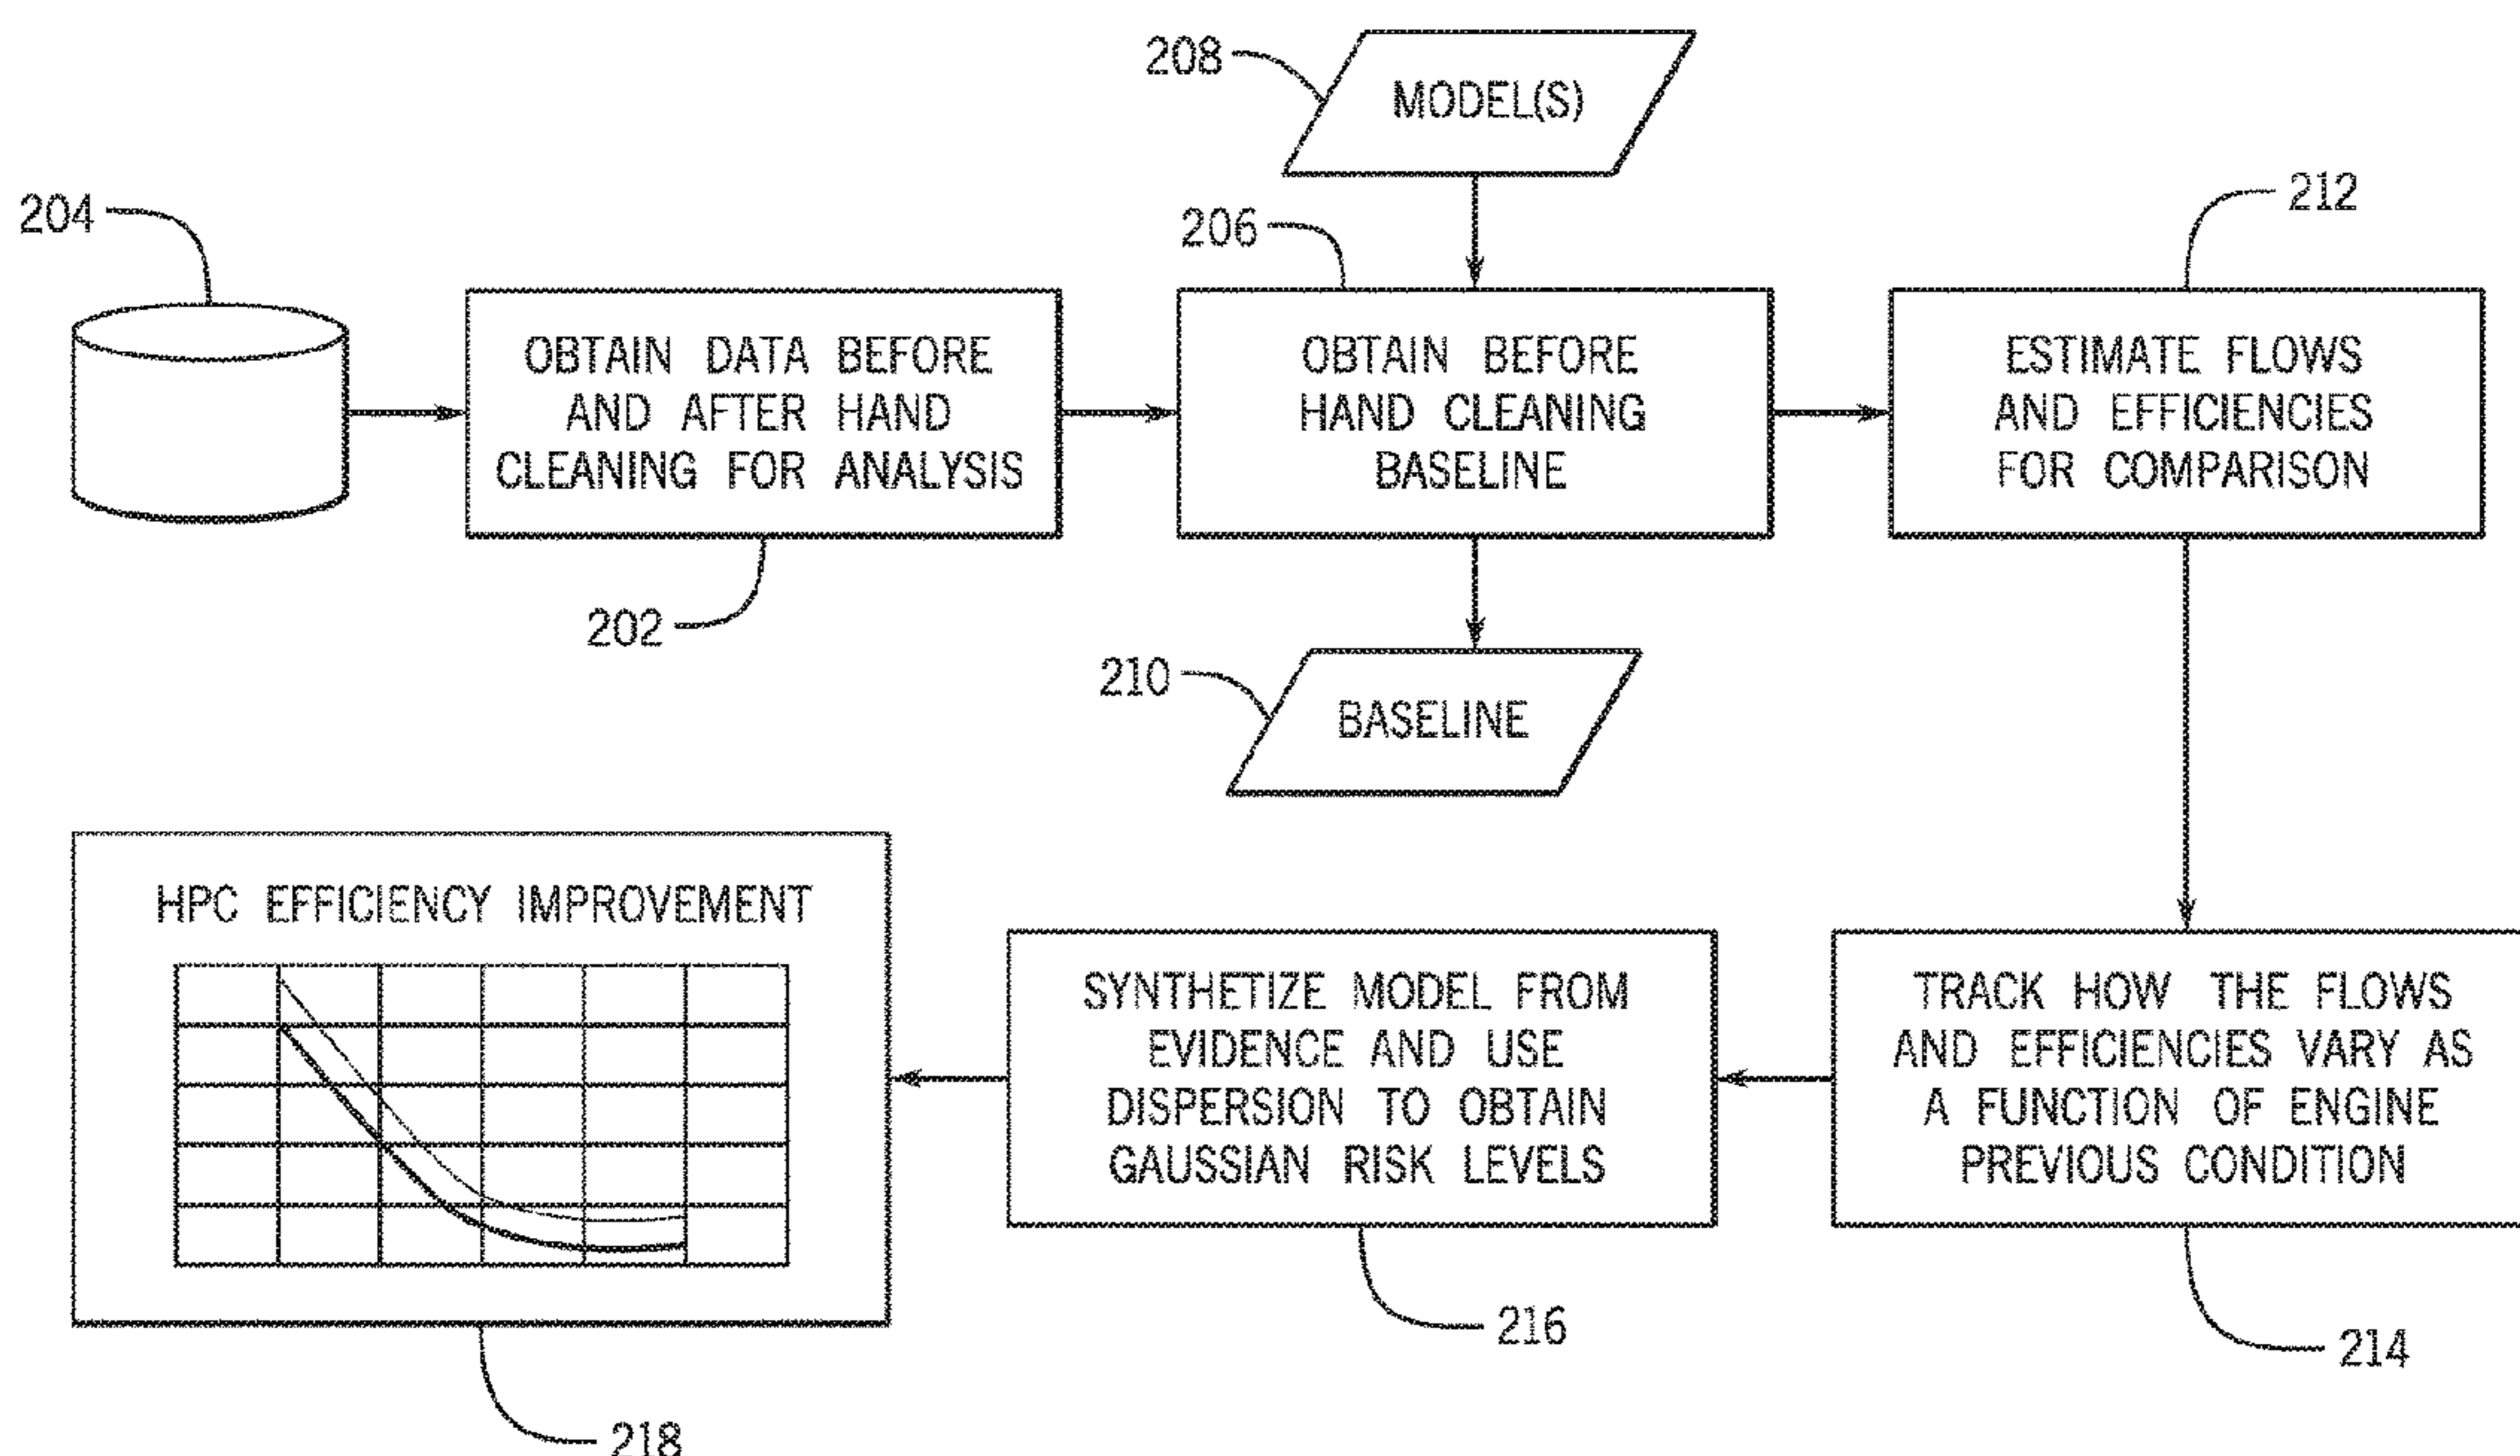 208
MODEL(S)
204
206
212
OBTAIN DATA BEFORE
AND AFTER HAND
CLEANING FOR ANALYSIS
OBTAIN BEFORE
HAND CLEANING
BASELINE
ESTIMATE FLOWS
AND EFFICIENCIES
FOR COMPARISON
202
210
BASELINE
HPC EFFICIENCY IMPROVEMENT
SYNTHETIZE MODEL FROM
EVIDENCE AND USE
DISPERSION TO OBTAIN
GAUSSIAN RISK LEVELS
TRACK HOW THE FLOWS
AND EFFICIENCIES VARY AS
A FUNCTION OF ENGINE
PREVIOUS CONDITION
216
214
218